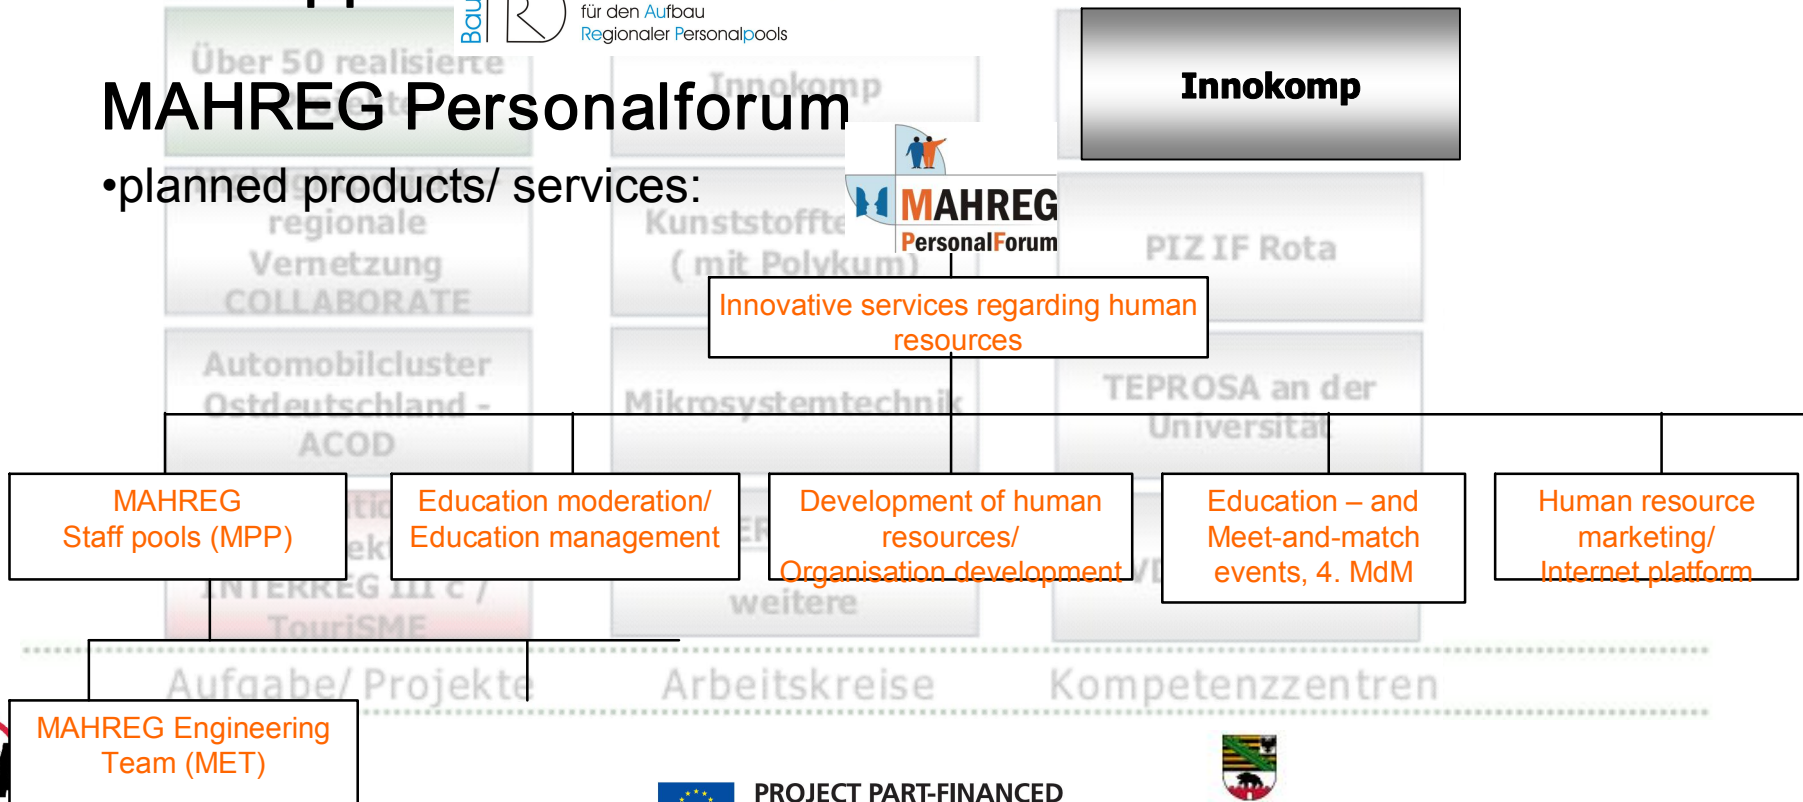 Bau
für den Aufbau
Regionaler Personalpools
Über 50 realisierte
Innokomp
Innokomp
MAHREG Personalforum
•planned products/ services:
MAHREG
PersonalForum
regionale
Vernetzung
COLLABORATE
( mit Polykum)
PIZ IF Rota
Innovative services regarding human
resources
Automobilcluster
Ostdeutschland -
ACOD
Mikrosystemtechnik
TEPROSA an der
Universität
MAHREG
Staff pools (MPP)
Education moderation/
Education management
Development of human
resources/
Organisation development
Education – and
Meet-and-match
events, 4. MdM
Human resource
marketing/
Internet platform
INTERREG III c /
TouriSME
weitere
Aufgabe/ Projekte
Arbeitskreise
Kompetenzzentren
MAHREG Engineering
Team (MET)
PROJECT PART-FINANCED